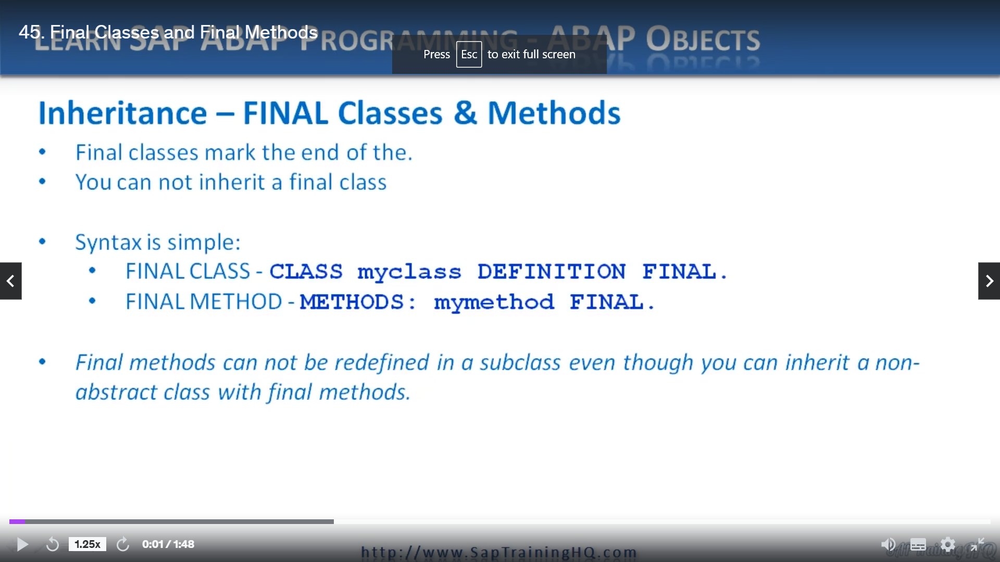 45. Final Classes and Final Methods
LEARN SAP ABAP PROGRAMMING - ABAP OBJECTS
Press Esc to exit full screen
Inheritance – FINAL Classes & Methods
• Final classes mark the end of the.
• You can not inherit a final class
• Syntax is simple:
• FINAL CLASS - CLASS myclass DEFINITION FINAL.
• FINAL METHOD - METHODS: mymethod FINAL.
• Final methods can not be redefined in a subclass even though you can inherit a non-
abstract class with final methods.
1.25x 0:01 / 1:48
http://www.SapTrainingHQ.com
SAPTrainingHQ